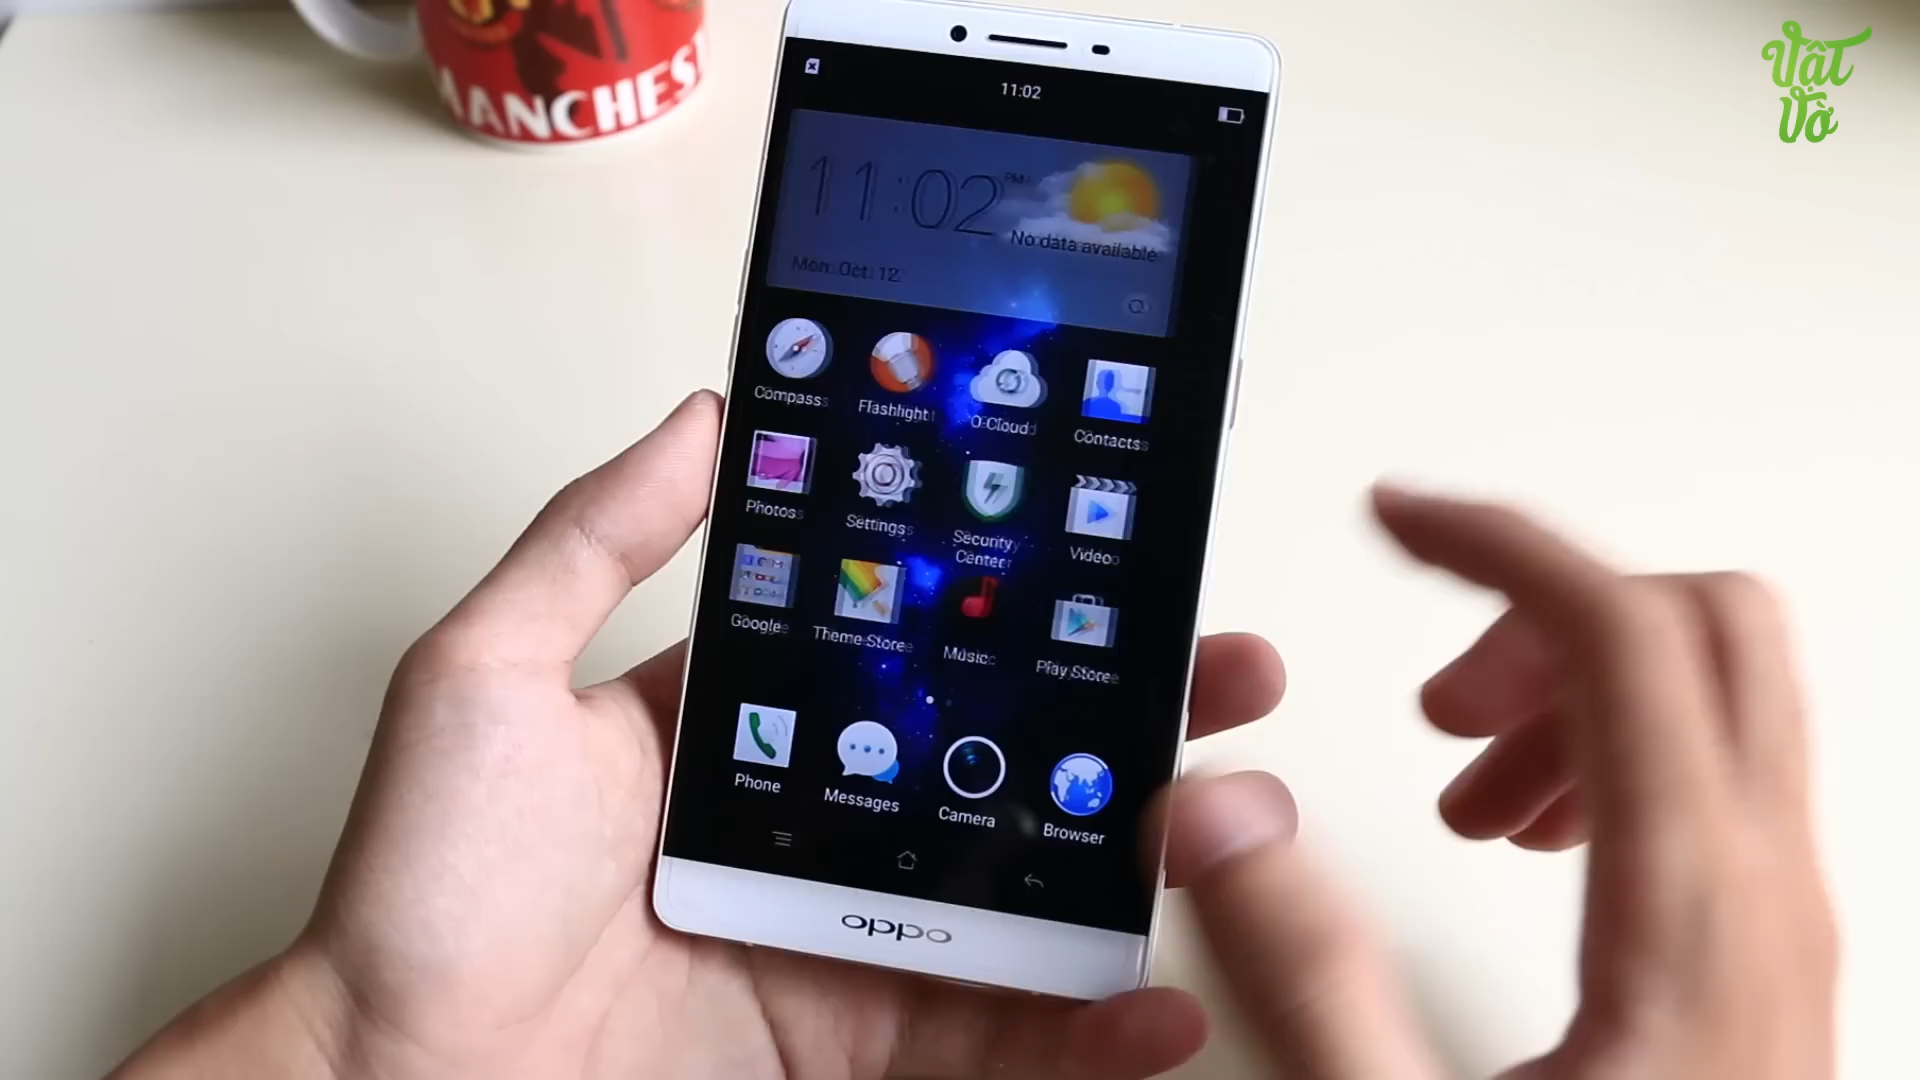 Vật
Vờ
MANCHES
11:02
11:02 PM
No data available
Mon. Oct. 12
Compass
Flashlight
O-Cloud
Contacts
Photos
Settings
Security
Center
Video
Google
Theme Store
Music
Play Store
Phone
Messages
Camera
Browser
oppo